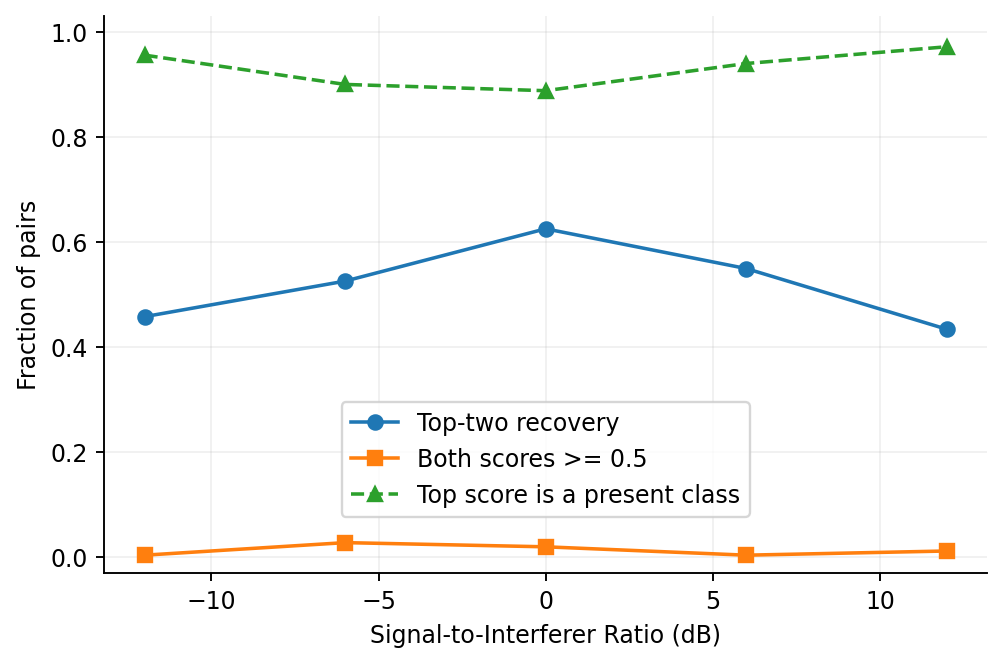 1.0
0.8
0.6
0.4
0.2
0.0
Fraction of pairs
Top-two recovery
Both scores >= 0.5
Top score is a present class
−10
−5
0
5
10
Signal-to-Interferer Ratio (dB)